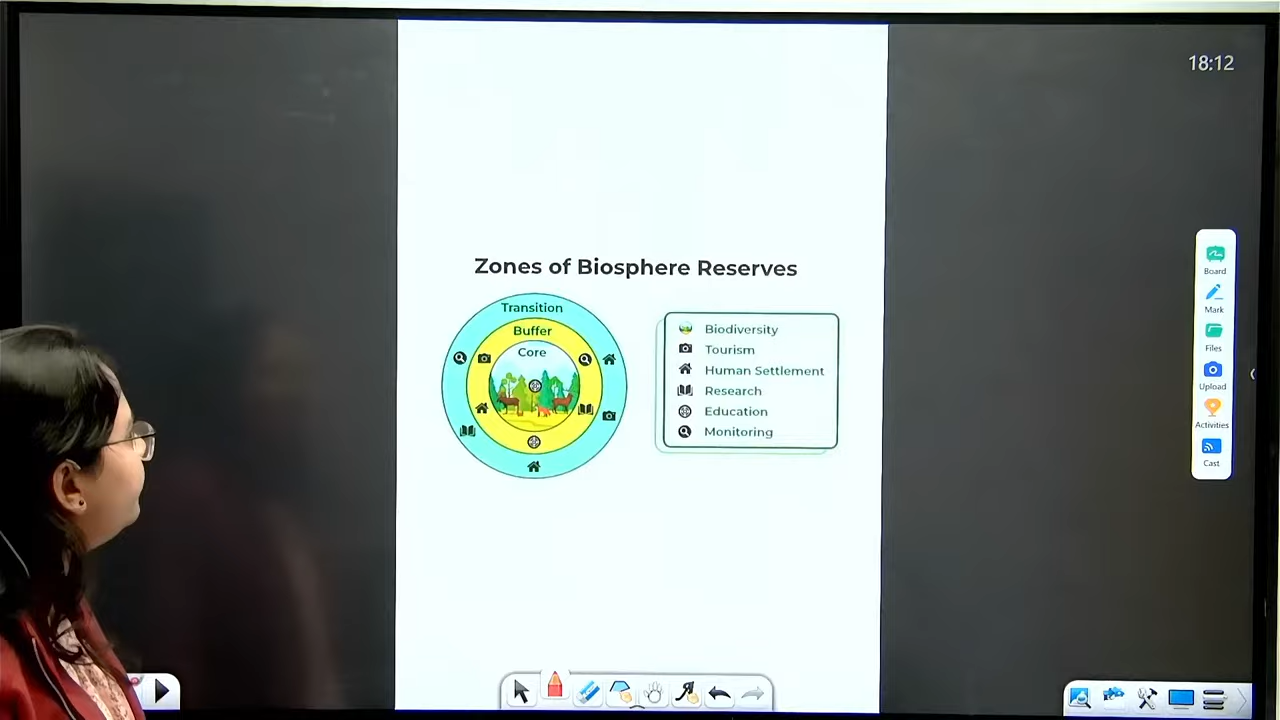 18:12
Zones of Biosphere Reserves
Transition
Buffer
Core
Biodiversity
Tourism
Human Settlement
Research
Education
Monitoring
Board
Mark
Files
Upload
Activities
Cast